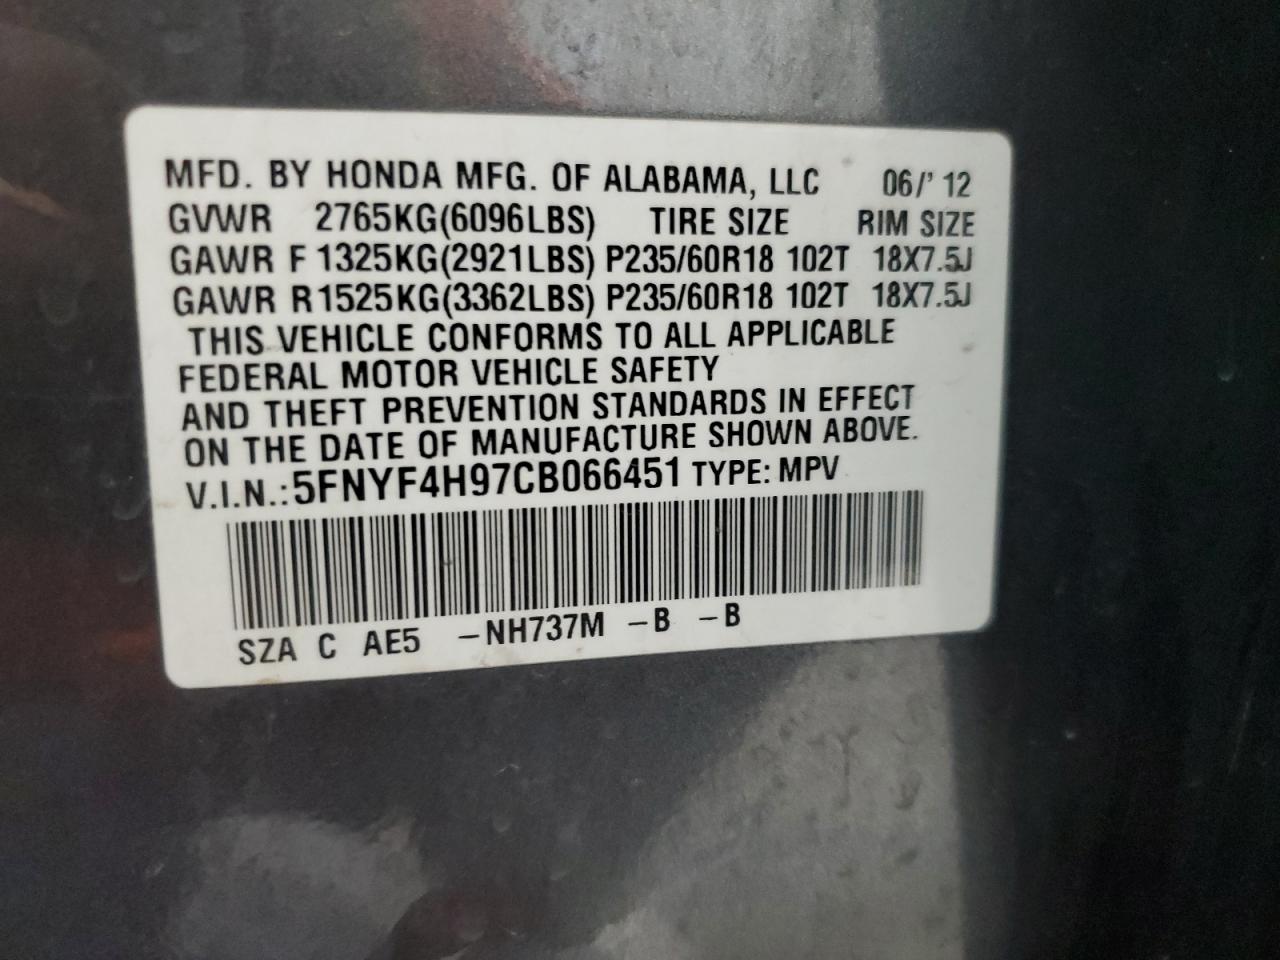 MFD. BY HONDA MFG. OF ALABAMA, LLC 06/' 12
GVWR 2765KG(6096LBS) TIRE SIZE RIM SIZE
GAWR F 1325KG(2921LBS) P235/60R18 102T 18X7.5J
GAWR R1525KG(3362LBS) P235/60R18 102T 18X7.5J
THIS VEHICLE CONFORMS TO ALL APPLICABLE
FEDERAL MOTOR VEHICLE SAFETY
AND THEFT PREVENTION STANDARDS IN EFFECT
ON THE DATE OF MANUFACTURE SHOWN ABOVE.
V.I.N.: 5FNYF4H97CB066451 TYPE: MPV
SZA C AE5 –NH737M –B –B